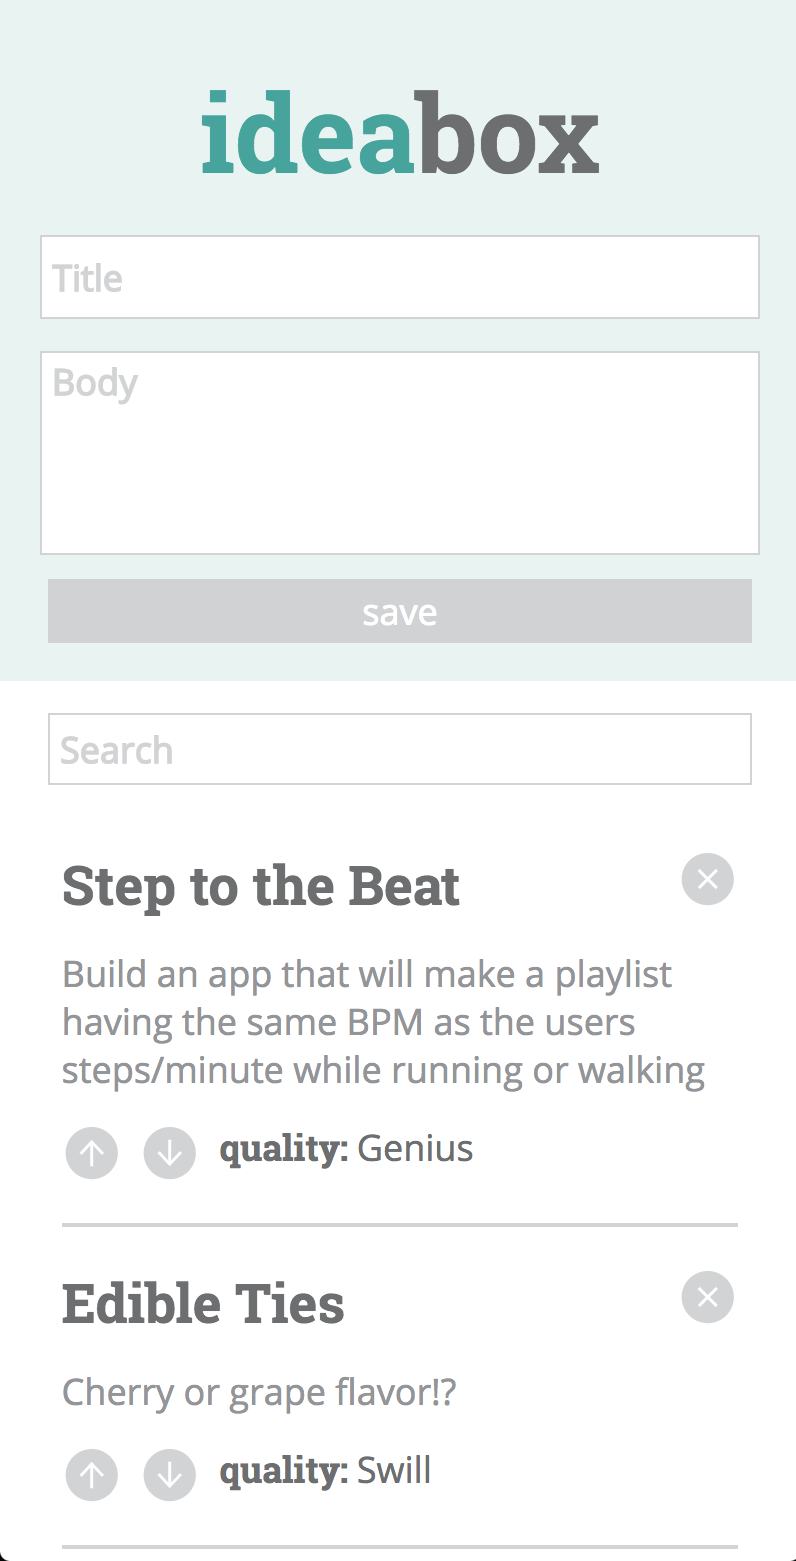 ideabox
Title
Body
save
Search
Step to the Beat
Build an app that will make a playlist
having the same BPM as the users
steps/minute while running or walking
quality: Genius
Edible Ties
Cherry or grape flavor!?
quality: Swill